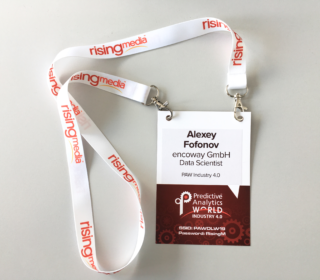 risingmedia
risingmedia
risingmedia
risingmedia
Alexey
Fofonov
encoway GmbH
Data Scientist
PAW Industry 4.0
Predictive
Analytics
WORLD
INDUSTRY 4.0